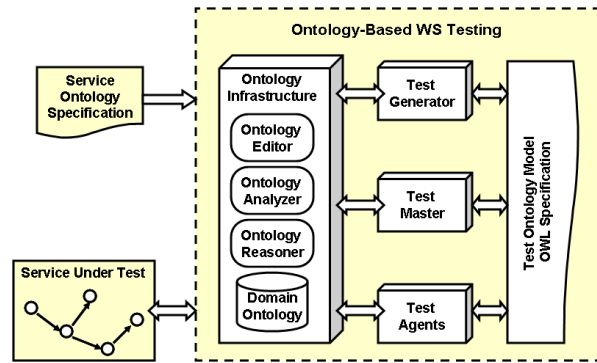 Ontology-Based WS Testing
Service
Ontology
Specification
Ontology
Infrastructure
Ontology
Editor
Ontology
Analyzer
Ontology
Reasoner
Domain
Ontology
Test
Generator
Test
Master
Test
Agents
Test Ontology Model
OWL Specification
Service Under Test